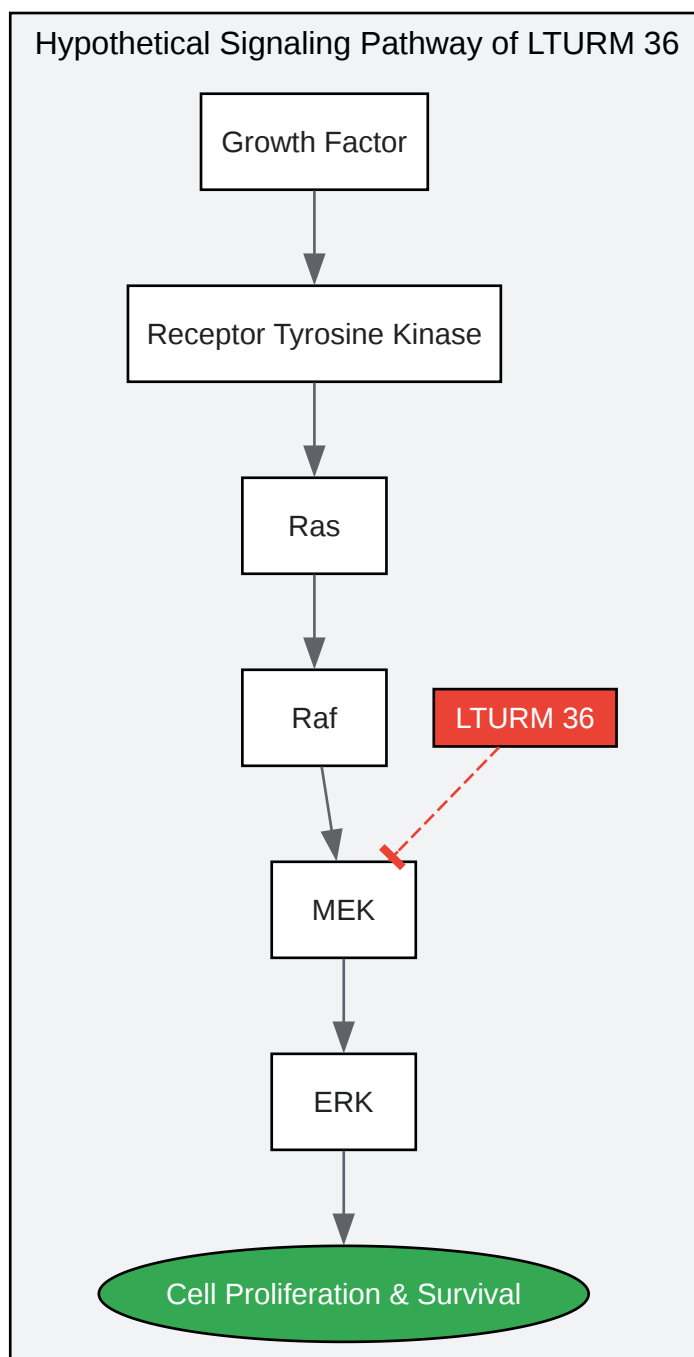 Hypothetical Signaling Pathway of LTURM 36
Growth Factor
Receptor Tyrosine Kinase
Ras
Raf
LTURM 36
MEK
ERK
Cell Proliferation & Survival